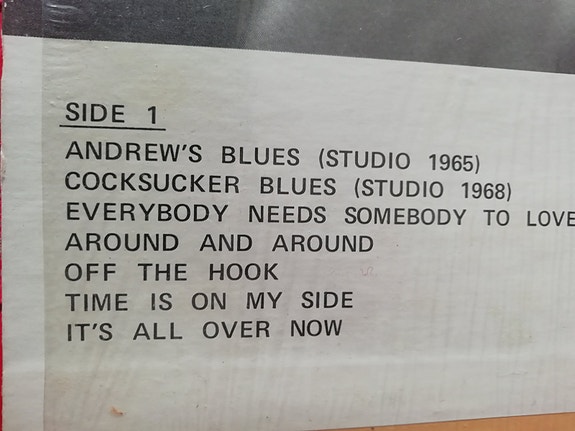 SIDE 1
ANDREW'S BLUES (STUDIO 1965)
COCKSUCKER BLUES (STUDIO 1968)
EVERYBODY NEEDS SOMEBODY TO LOVE
AROUND AND AROUND
OFF THE HOOK
TIME IS ON MY SIDE
IT'S ALL OVER NOW